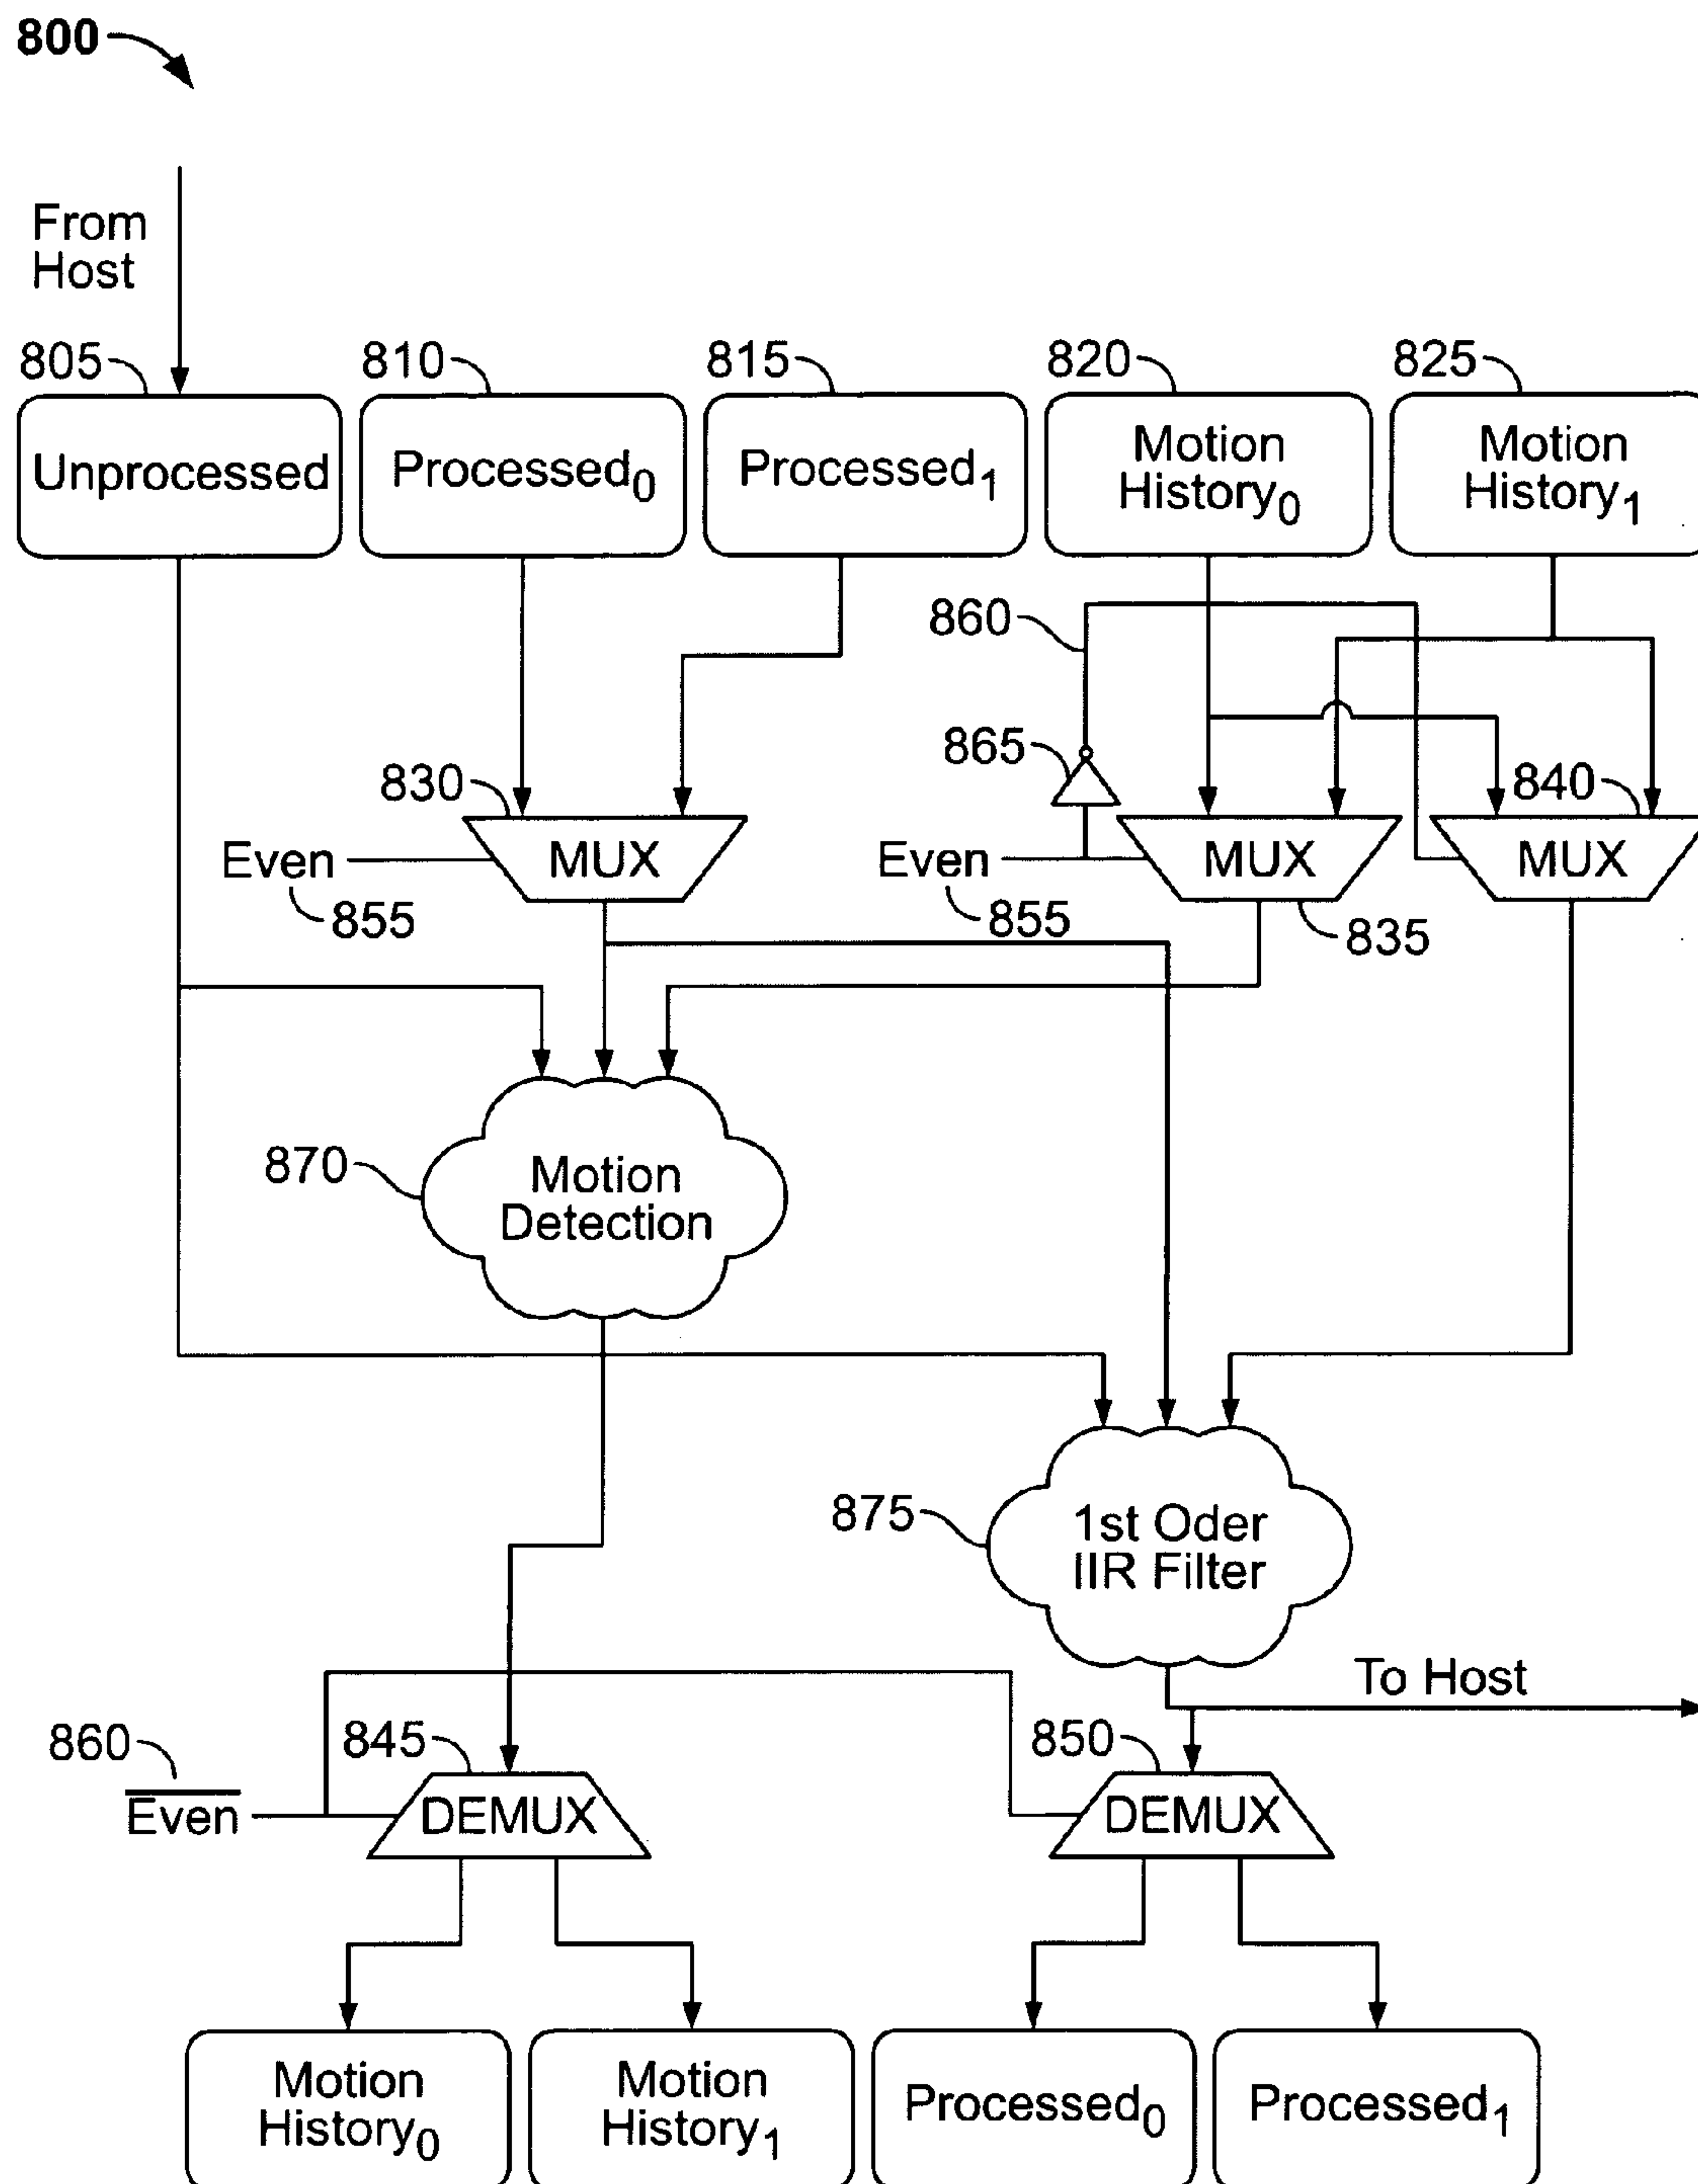 800
From
Host
805
810
815
820
825
Unprocessed
Processed₀
Processed₁
Motion
History₀
Motion
History₁
860
865
830
840
Even
MUX
Even
MUX
MUX
855
855
835
870
Motion
Detection
875
1st Oder
IIR Filter
To Host
860
845
850
E̅v̅e̅n̅
DEMUX
DEMUX
Motion
History₀
Motion
History₁
Processed₀
Processed₁